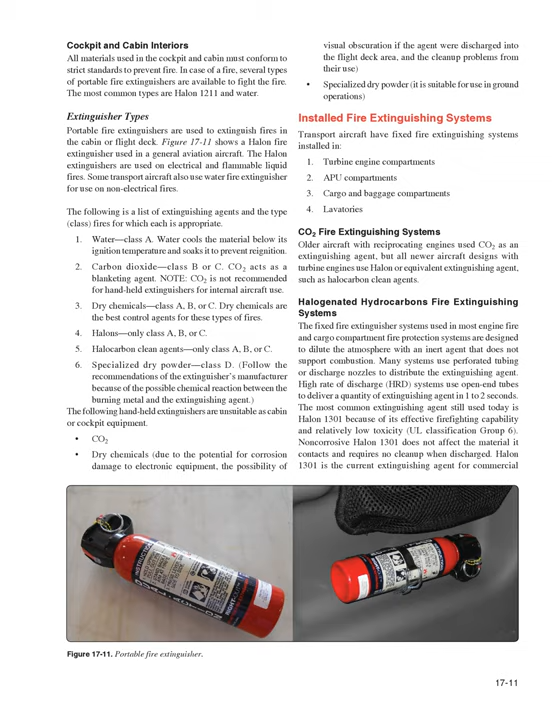 Cockpit and Cabin Interiors
All materials used in the cockpit and cabin must conform to
strict standards to prevent fire. In case of a fire, several types
of portable fire extinguishers are available to fight the fire.
The most common types are Halon 1211 and water.
Extinguisher Types
Portable fire extinguishers are used to extinguish fires in
the cabin or flight deck. Figure 17-11 shows a Halon fire
extinguisher used in a general aviation aircraft. The Halon
extinguishers are used on electrical and flammable liquid
fires. Some transport aircraft also use water fire extinguisher
for use on non-electrical fires.
The following is a list of extinguishing agents and the type
(class) fires for which each is appropriate.
1. Water—class A. Water cools the material below its
ignition temperature and soaks it to prevent reignition.
2. Carbon dioxide—class B or C. CO2 acts as a
blanketing agent. NOTE: CO2 is not recommended
for hand-held extinguishers for internal aircraft use.
3. Dry chemicals—class A, B, or C. Dry chemicals are
the best control agents for these types of fires.
4. Halons—only class A, B, or C.
5. Halocarbon clean agents—only class A, B, or C.
6. Specialized dry powder—class D. (Follow the
recommendations of the extinguisher's manufacturer
because of the possible chemical reaction between the
burning metal and the extinguishing agent.)
The following hand-held extinguishers are unsuitable as cabin
or cockpit equipment.
• CO2
• Dry chemicals (due to the potential for corrosion
damage to electronic equipment, the possibility of
visual obscuration if the agent were discharged into
the flight deck area, and the cleanup problems from
their use)
• Specialized dry powder (it is suitable for use in ground
operations)
Installed Fire Extinguishing Systems
Transport aircraft have fixed fire extinguishing systems
installed in:
1. Turbine engine compartments
2. APU compartments
3. Cargo and baggage compartments
4. Lavatories
CO2 Fire Extinguishing Systems
Older aircraft with reciprocating engines used CO2 as an
extinguishing agent, but all newer aircraft designs with
turbine engines use Halon or equivalent extinguishing agent,
such as halocarbon clean agents.
Halogenated Hydrocarbons Fire Extinguishing
Systems
The fixed fire extinguisher systems used in most engine fire
and cargo compartment fire protection systems are designed
to dilute the atmosphere with an inert agent that does not
support combustion. Many systems use perforated tubing
or discharge nozzles to distribute the extinguishing agent.
High rate of discharge (HRD) systems use open-end tubes
to deliver a quantity of extinguishing agent in 1 to 2 seconds.
The most common extinguishing agent still used today is
Halon 1301 because of its effective firefighting capability
and relatively low toxicity (UL classification Group 6).
Noncorrosive Halon 1301 does not affect the material it
contacts and requires no cleanup when discharged. Halon
1301 is the current extinguishing agent for commercial
Figure 17-11. Portable fire extinguisher.
17-11